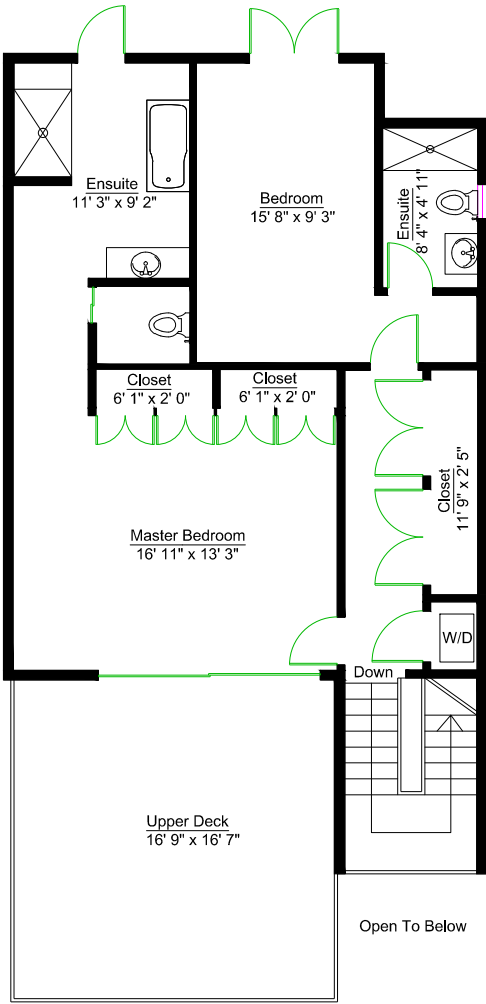 Ensuite
11' 3" x 9' 2"
Bedroom
15' 8" x 9' 3"
Ensuite
8' 4" x 4' 11"
Closet
6' 1" x 2' 0"
Closet
6' 1" x 2' 0"
Closet
11' 9" x 2' 5"
Master Bedroom
16' 11" x 13' 3"
W/D
Down
Upper Deck
16' 9" x 16' 7"
Open To Below